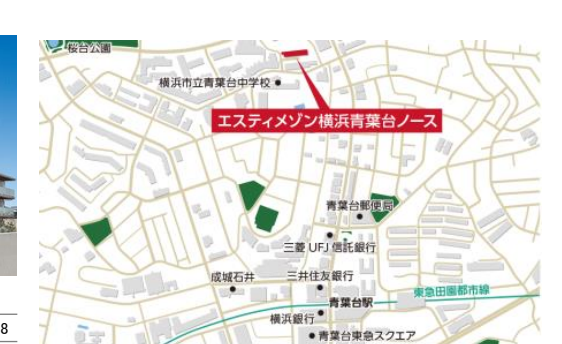 桜台公園
横浜市立青葉台中学校
エスティメゾン横浜青葉台ノース
青葉台郵便局
三菱 UFJ 信託銀行
成城石井
三井住友銀行
東急田園都市線
青葉台駅
横浜銀行
8
青葉台東急スクエア